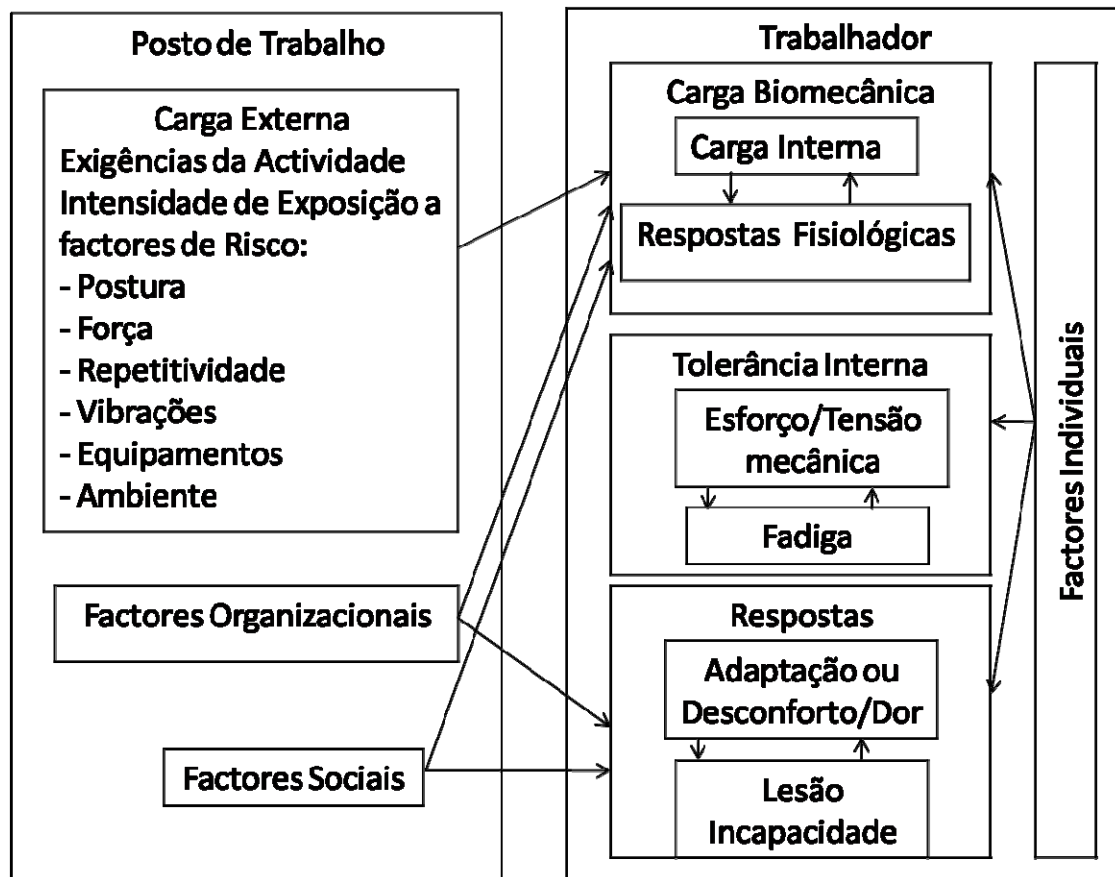 Posto de Trabalho
Carga Externa
Exigências da Actividade
Intensidade de Exposição a
factores de Risco:
- Postura
- Força
- Repetitividade
- Vibrações
- Equipamentos
- Ambiente
Factores Organizacionais
Factores Sociais
Trabalhador
Carga Biomecânica
Carga Interna
Respostas Fisiológicas
Tolerância Interna
Esforço/Tensão
mecânica
Fadiga
Respostas
Adaptação ou
Desconforto/Dor
Lesão
Incapacidade
Factores Individuais